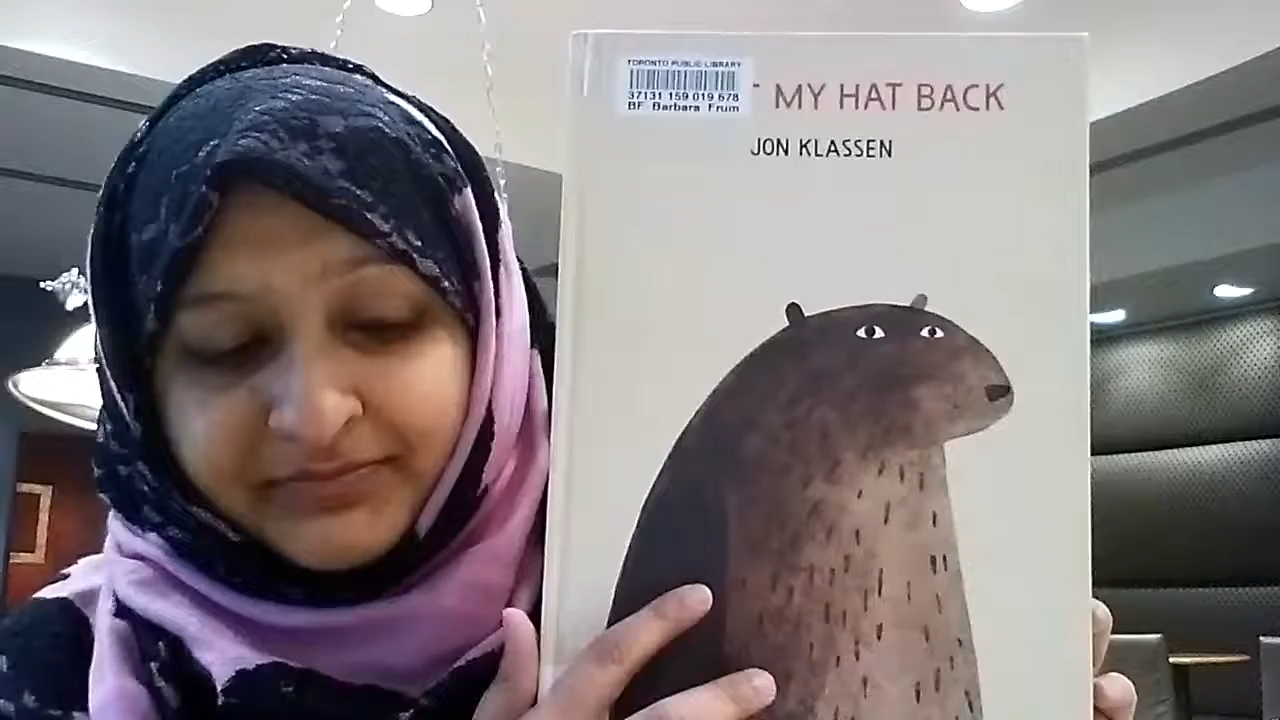 TORONTO PUBLIC LIBRARY
37131 159 019 678
BF Barbara Frum
MY HAT BACK
JON KLASSEN